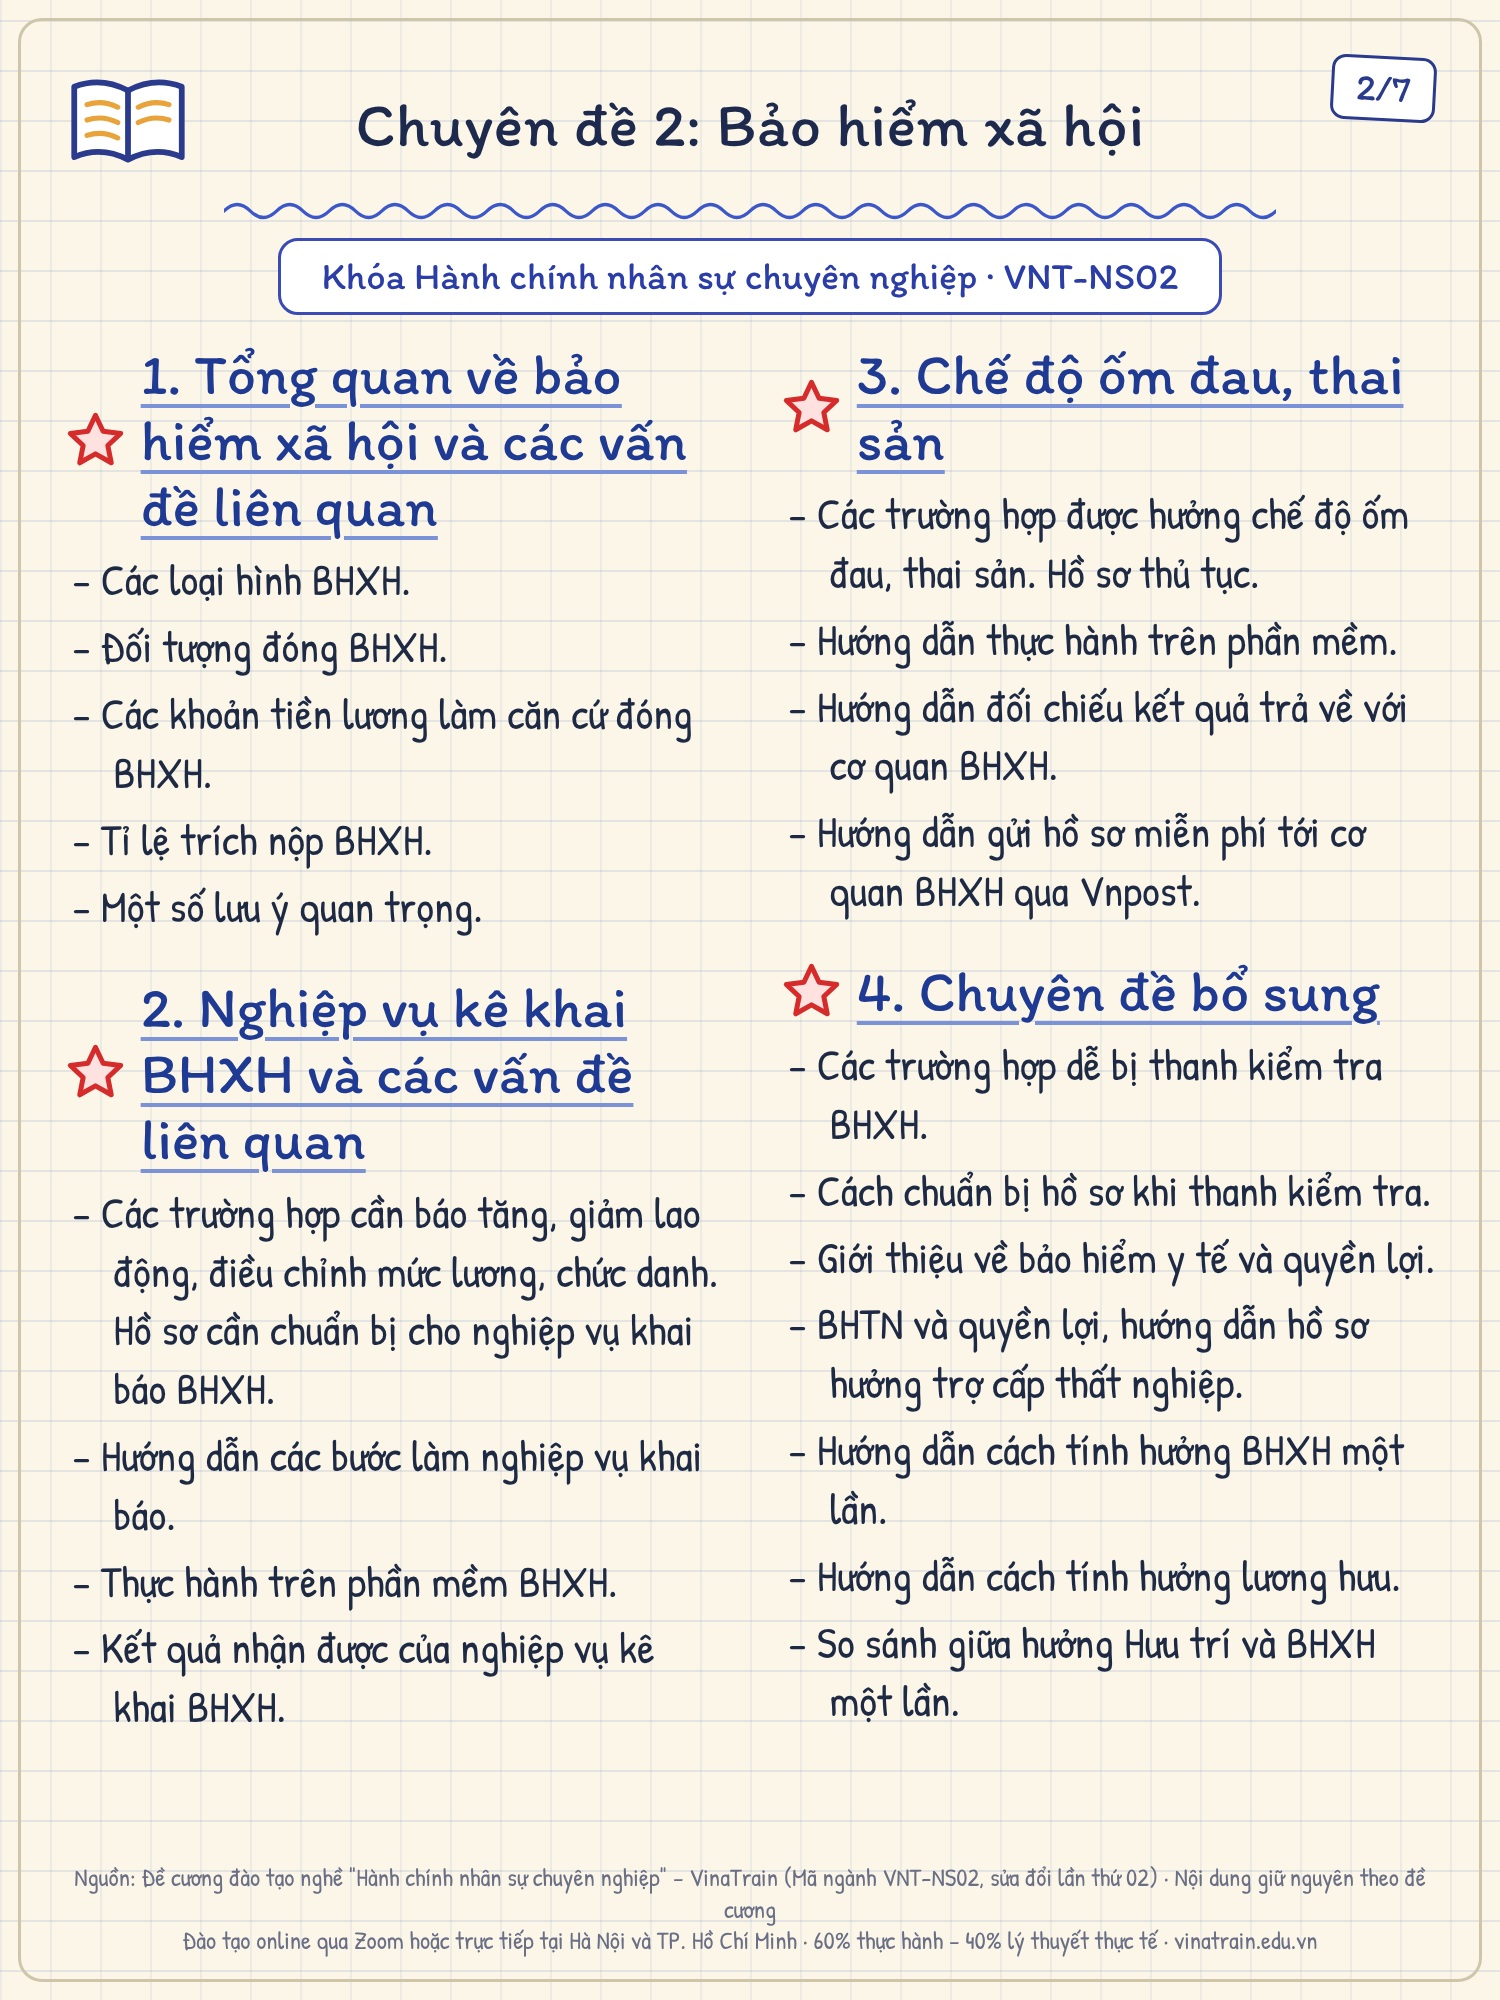 Chuyên đề 2: Bảo hiểm xã hội
2/7
Khóa Hành chính nhân sự chuyên nghiệp · VNT-NS02
1. Tổng quan về bảo
hiểm xã hội và các vấn
đề liên quan
– Các loại hình BHXH.
– Đối tượng đóng BHXH.
– Các khoản tiền lương làm căn cứ đóng
BHXH.
– Tỉ lệ trích nộp BHXH.
– Một số lưu ý quan trọng.
2. Nghiệp vụ kê khai
BHXH và các vấn đề
liên quan
– Các trường hợp cần báo tăng, giảm lao
động, điều chỉnh mức lương, chức danh.
Hồ sơ cần chuẩn bị cho nghiệp vụ khai
báo BHXH.
– Hướng dẫn các bước làm nghiệp vụ khai
báo.
– Thực hành trên phần mềm BHXH.
– Kết quả nhận được của nghiệp vụ kê
khai BHXH.
3. Chế độ ốm đau, thai
sản
– Các trường hợp được hưởng chế độ ốm
đau, thai sản. Hồ sơ thủ tục.
– Hướng dẫn thực hành trên phần mềm.
– Hướng dẫn đối chiếu kết quả trả về với
cơ quan BHXH.
– Hướng dẫn gửi hồ sơ miễn phí tới cơ
quan BHXH qua Vnpost.
4. Chuyên đề bổ sung
– Các trường hợp dễ bị thanh kiểm tra
BHXH.
– Cách chuẩn bị hồ sơ khi thanh kiểm tra.
– Giới thiệu về bảo hiểm y tế và quyền lợi.
– BHTN và quyền lợi, hướng dẫn hồ sơ
hưởng trợ cấp thất nghiệp.
– Hướng dẫn cách tính hưởng BHXH một
lần.
– Hướng dẫn cách tính hưởng lương hưu.
– So sánh giữa hưởng Hưu trí và BHXH
một lần.
Nguồn: Đề cương đào tạo nghề "Hành chính nhân sự chuyên nghiệp" – VinaTrain (Mã ngành VNT-NS02, sửa đổi lần thứ 02) · Nội dung giữ nguyên theo đề
cương
Đào tạo online qua Zoom hoặc trực tiếp tại Hà Nội và TP. Hồ Chí Minh · 60% thực hành – 40% lý thuyết thực tế · vinatrain.edu.vn